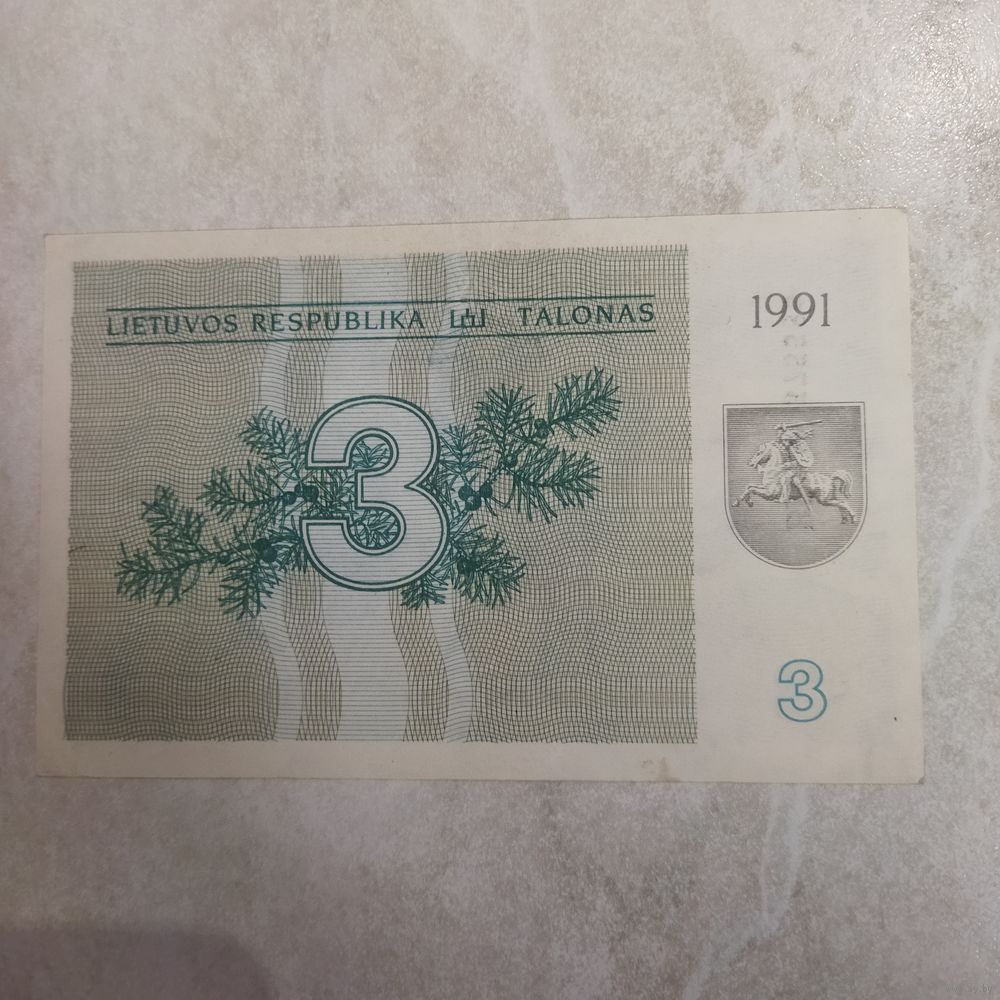 LIETUVOS RESPUBLIKA TALONAS
1991
3
3